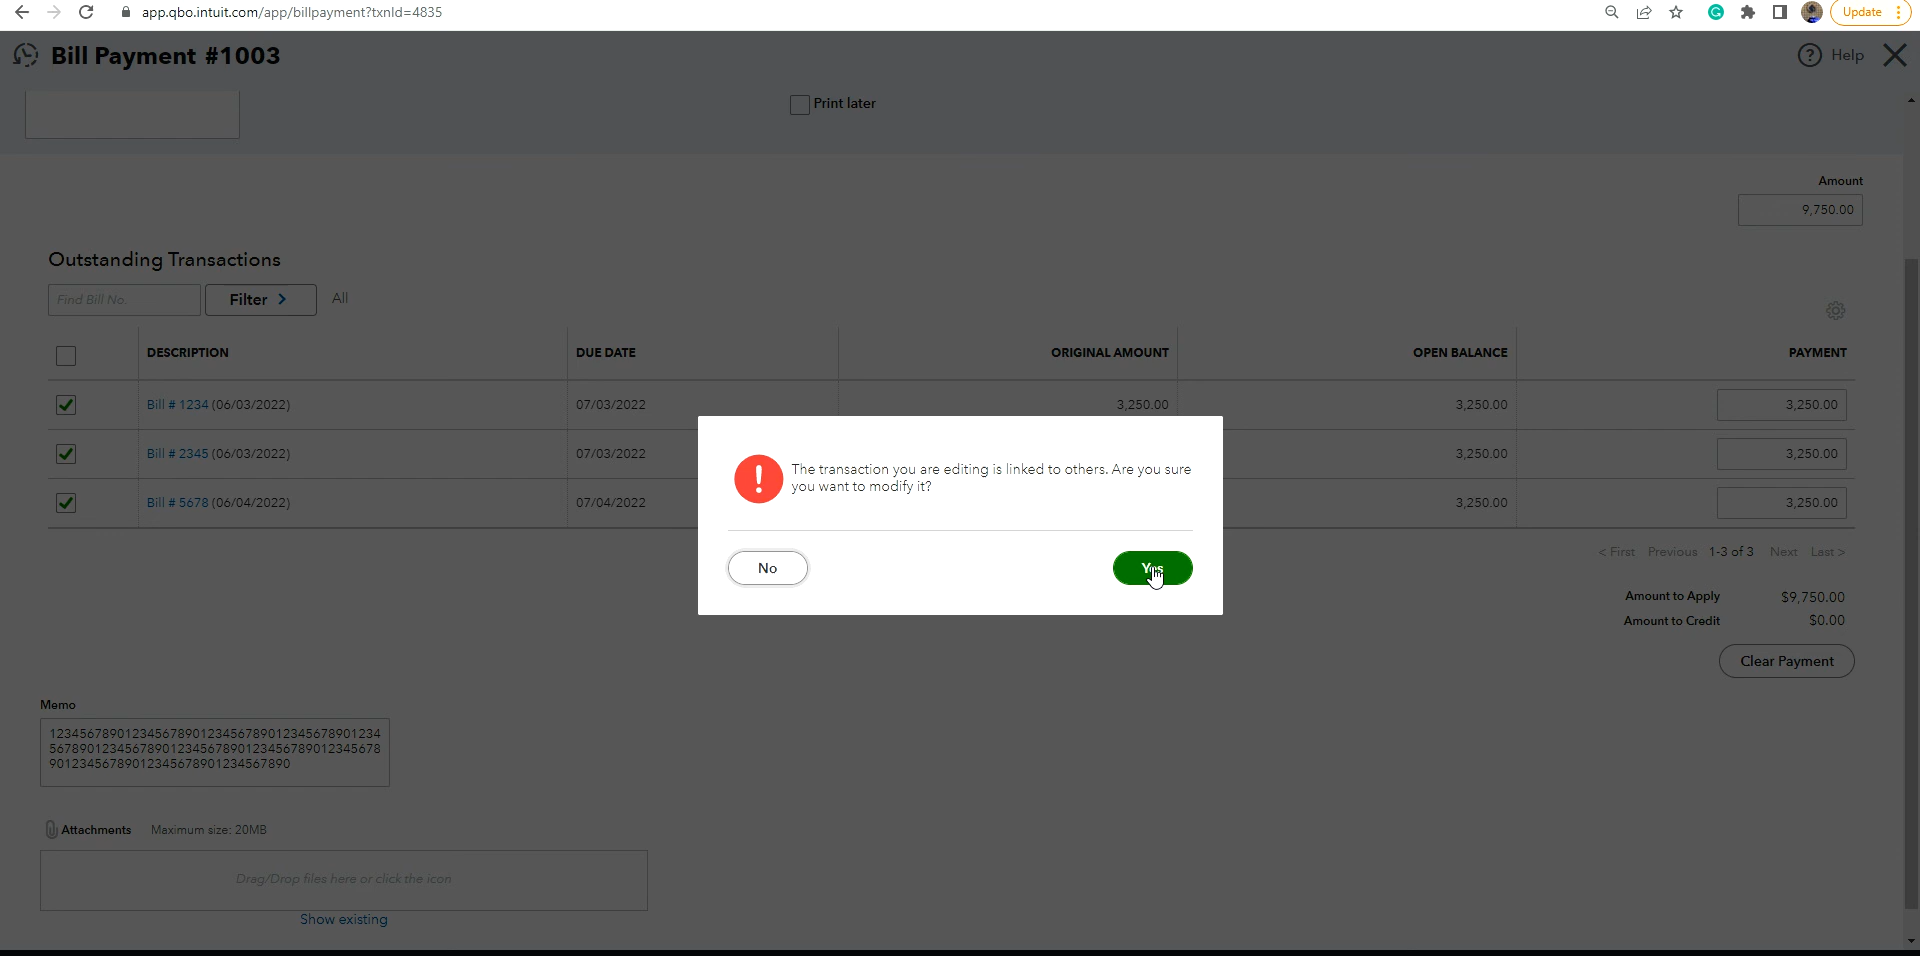 app.qbo.intuit.com/app/billpayment?txnId=4835
Update
Bill Payment #1003
Help
Print later
Amount
9,750.00
Outstanding Transactions
Find Bill No.
Filter >
All
DESCRIPTION DUE DATE ORIGINAL AMOUNT OPEN BALANCE PAYMENT
Bill # 1234 (06/03/2022) 07/03/2022 3,250.00 3,250.00 3,250.00
Bill # 2345 (06/03/2022) 07/03/2022 3,250.00 3,250.00
Bill # 5678 (06/04/2022) 07/04/2022 3,250.00 3,250.00
The transaction you are editing is linked to others. Are you sure
you want to modify it?
No
Yes
< First Previous 1-3 of 3 Next Last >
Amount to Apply $9,750.00
Amount to Credit $0.00
Clear Payment
Memo
1234567890123456789012345678901234567890​1234
5678901234567890123456789012345678901234​5678
90123456789012345678901234567890
Attachments Maximum size: 20MB
Drag/Drop files here or click the icon
Show existing